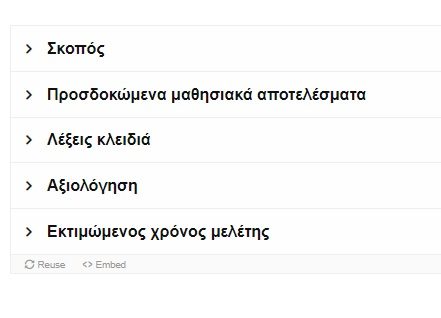 Σκοπός
Προσδοκώμενα μαθησιακά αποτελέσματα
Λέξεις κλειδιά
Αξιολόγηση
Εκτιμώμενος χρόνος μελέτης
Reuse <> Embed